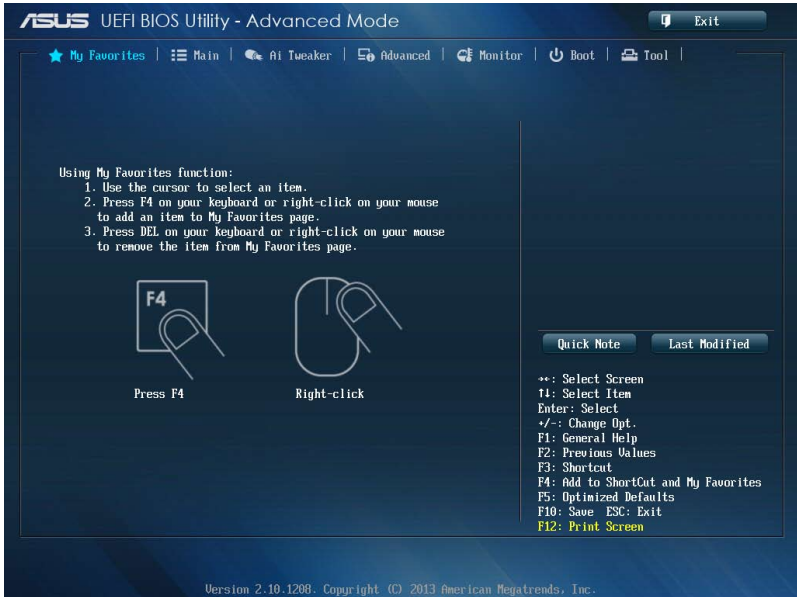 ASUS UEFI BIOS Utility - Advanced Mode
Exit
My Favorites | Main | Ai Tweaker | Advanced | Monitor | Boot | Tool |
Using My Favorites function:
1. Use the cursor to select an item.
2. Press F4 on your keyboard or right-click on your mouse
to add an item to My Favorites page.
3. Press DEL on your keyboard or right-click on your mouse
to remove the item from My Favorites page.
F4
Press F4 Right-click
Quick Note Last Modified
→←: Select Screen
↑↓: Select Item
Enter: Select
+/-: Change Opt.
F1: General Help
F2: Previous Values
F3: Shortcut
F4: Add to ShortCut and My Favorites
F5: Optimized Defaults
F10: Save ESC: Exit
F12: Print Screen
Version 2.10.1208. Copyright (C) 2013 American Megatrends, Inc.